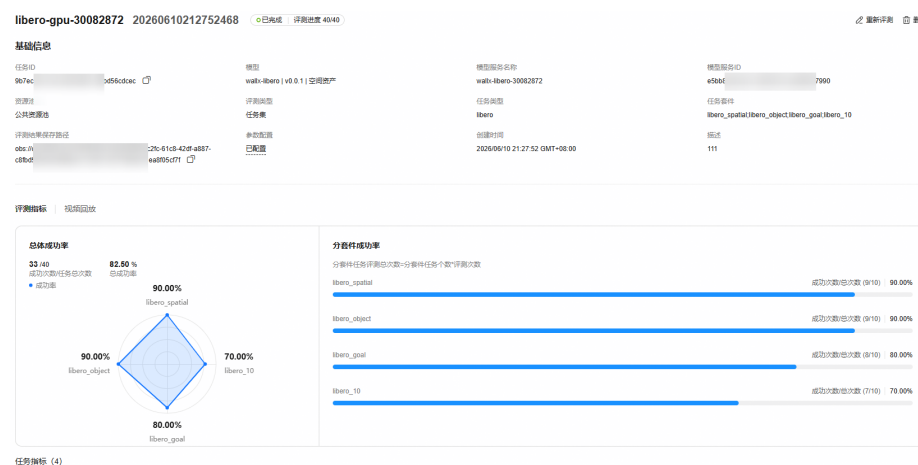 libero-gpu-30082872 20260610212752468 已完成 评测进度 40/40 重新评测
基础信息
任务ID 模型 模型服务名称 模型服务ID
9b7ec d56cdcec wallx-libero | v0.0.1 | 空间资产 wallx-libero-30082872 e5bb 7990
资源池 评测类型 任务类型 任务套件
公共资源池 任务集 libero libero_spatial;libero_object;libero_goal;libero_10
评测结果保存路径 参数配置 创建时间 描述
obs:// c2fc-61c8-42df-a887- 已配置 2026/06/10 21:27:52 GMT+08:00 111
c8fbd ea8f05cf7f
评测指标 视频回放
总体成功率 分套件成功率
33 /40 82.50 % 分套件任务评测总次数=分套件任务个数*评测次数
成功次数/任务总次数 总成功率
成功率
90.00%
libero_spatial
90.00%
libero_object
70.00%
libero_10
80.00%
libero_goal
libero_spatial 成功次数/总次数 (9/10) 90.00%
libero_object 成功次数/总次数 (9/10) 90.00%
libero_goal 成功次数/总次数 (8/10) 80.00%
libero_10 成功次数/总次数 (7/10) 70.00%
任务指标（4）